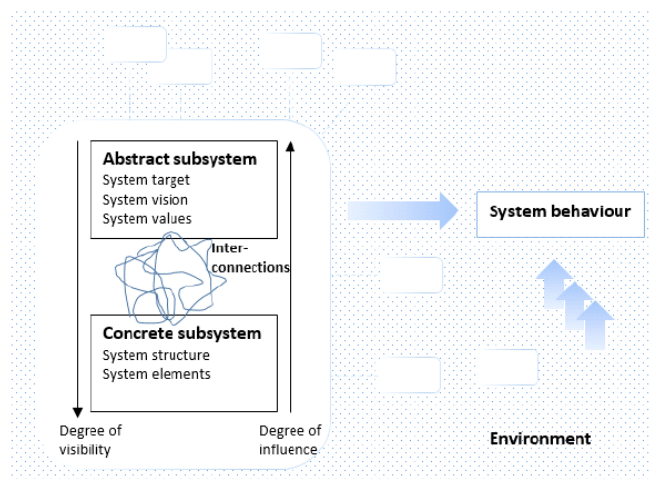 Abstract subsystem
System target
System vision
System values
Inter-
connections
Concrete subsystem
System structure
System elements
Degree of
visibility
Degree of
influence
System behaviour
Environment